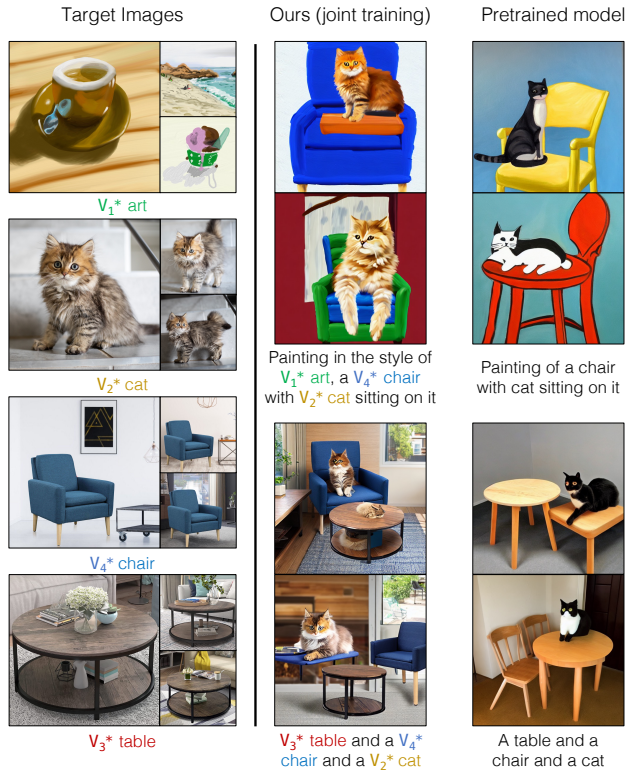 Target Images
Ours (joint training)
Pretrained model
V₁* art
V₂* cat
V₄* chair
V₃* table
Painting in the style of
V₁* art, a V₄* chair
with V₂* cat sitting on it
Painting of a chair
with cat sitting on it
V₃* table and a V₄*
chair and a V₂* cat
A table and a
chair and a cat